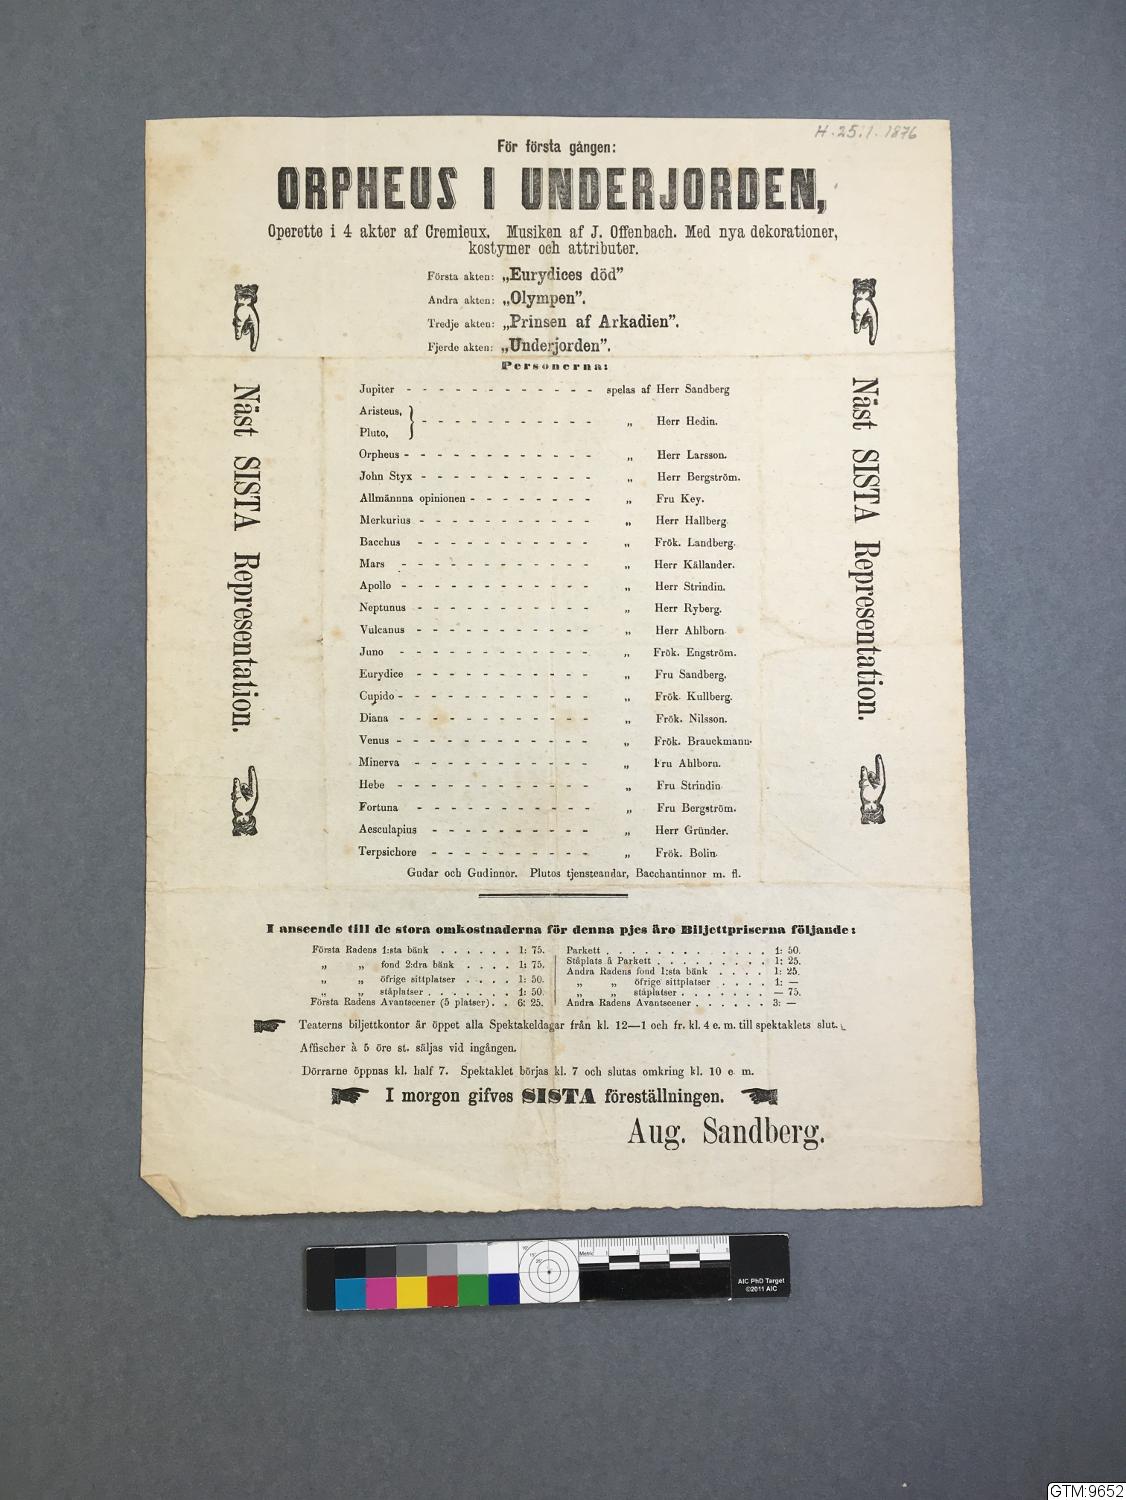 H. 25.1.1876
För första gången:
ORPHEUS I UNDERJORDEN,
Operette i 4 akter af Cremieux. Musiken af J. Offenbach. Med nya dekorationer,
kostymer och attributer.
Första akten: „Eurydices död”
Andra akten: „Olympen”.
Tredje akten: „Prinsen af Arkadien”.
Fjerde akten: „Underjorden”.
Näst SISTA Representation.
Näst SISTA Representation.
Personerna:
Jupiter - - - - - - - - - - - - spelas af Herr Sandberg
Aristeus,
Pluto, } - - - - - - - - - - - „ Herr Hedin.
Orpheus - - - - - - - - - - - - „ Herr Larsson.
John Styx - - - - - - - - - - - „ Herr Bergström.
Allmännna opinionen - - - - - - - - „ Fru Key.
Merkurius - - - - - - - - - - - „ Herr Hallberg.
Bacchus - - - - - - - - - - - „ Frök. Landberg.
Mars - - - - - - - - - - - - „ Herr Kållander.
Apollo - - - - - - - - - - - - „ Herr Strindin.
Neptunus - - - - - - - - - - - „ Herr Ryberg.
Vulcanus - - - - - - - - - - - „ Herr Ahlborn.
Juno - - - - - - - - - - - - „ Frök. Engström.
Eurydice - - - - - - - - - - - „ Fru Sandberg.
Cupido - - - - - - - - - - - - „ Frök. Kullberg.
Diana - - - - - - - - - - - - „ Frök. Nilsson.
Venus - - - - - - - - - - - - „ Frök. Brauckmann.
Minerva - - - - - - - - - - - „ Fru Ahlborn.
Hebe - - - - - - - - - - - - „ Fru Strindin.
Fortuna - - - - - - - - - - - „ Fru Bergström.
Aesculapius - - - - - - - - - - „ Herr Gründer.
Terpsichore - - - - - - - - - - „ Frök. Bolin.
Gudar och Gudinnor. Plutos tjensteandar, Bacchantinnor m. fl.
I anseende till de stora omkostnaderna för denna pjes äro Biljettpriserna följande:
Första Radens 1:sta bänk . . . . . . 1: 75.
„ „ fond 2:dra bänk . . . . 1: 75.
„ „ öfrige sittplatser . . . . 1: 50.
„ „ ståplatser . . . . . . . 1: 50.
Första Radens Avantscener (5 platser). . 6: 25.
Parkett . . . . . . . . . . . . 1: 50.
Ståplats å Parkett . . . . . . . . . 1: 25.
Andra Radens fond 1:sta bänk . . . . 1: 25.
„ „ öfrige sittplatser . . . . 1: —
„ „ ståplatser . . . . . . . — 75.
Andra Radens Avantscener . . . . . . 3: —
Teaterns biljettkontor är öppet alla Spektakeldagar från kl. 12—1 och fr. kl. 4 e. m. till spektaklets slut.
Affischer à 5 öre st. säljas vid ingången.
Dörrarne öppnas kl. half 7. Spektaklet börjas kl. 7 och slutas omkring kl. 10 e. m.
I morgon gifves SISTA föreställningen.
Aug. Sandberg.
AIC PhD Target
©2011 AIC
GTM:9652